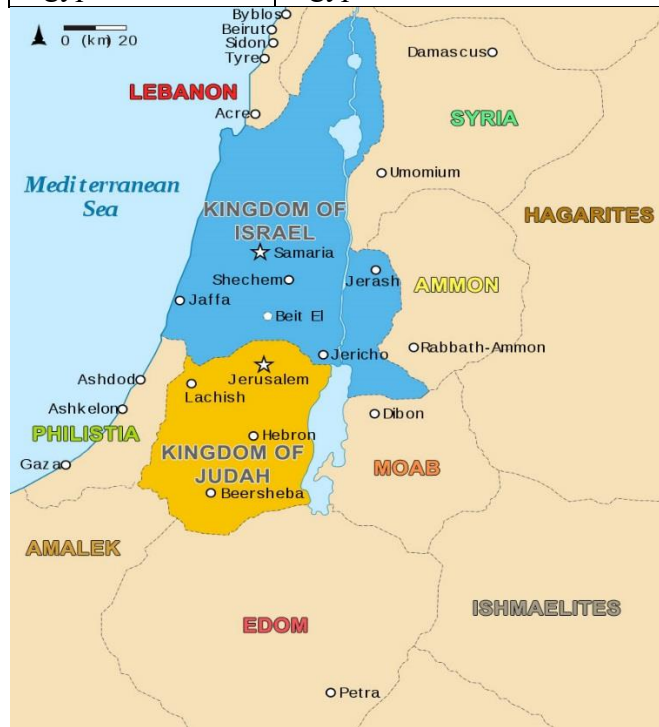 Byblos
Beirut
0 (km) 20
Sidon
Tyre
Damascus
LEBANON
Acre
SYRIA
Umomium
Mediterranean
Sea
KINGDOM OF
ISRAEL
HAGARITES
Samaria
Shechem
Jerash
AMMON
Jaffa
Beit El
Jericho
Rabbath-Ammon
Jerusalem
Ashdod
Lachish
Ashkelon
Dibon
PHILISTIA
Hebron
KINGDOM OF
JUDAH
Gaza
MOAB
Beersheba
AMALEK
ISHMAELITES
EDOM
Petra